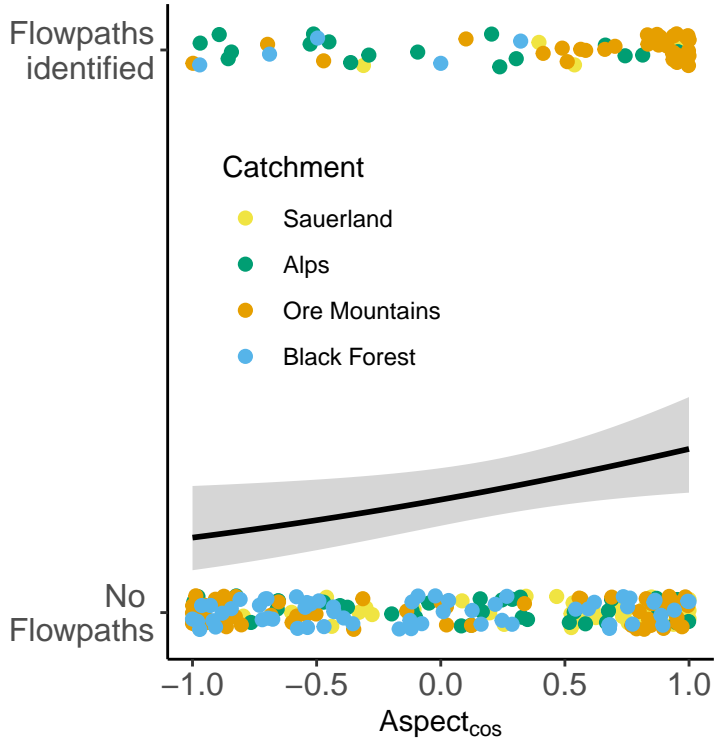 Flowpaths
identified
Catchment
Sauerland
Alps
Ore Mountains
Black Forest
No
Flowpaths
−1.0 −0.5 0.0 0.5 1.0
Aspectcos